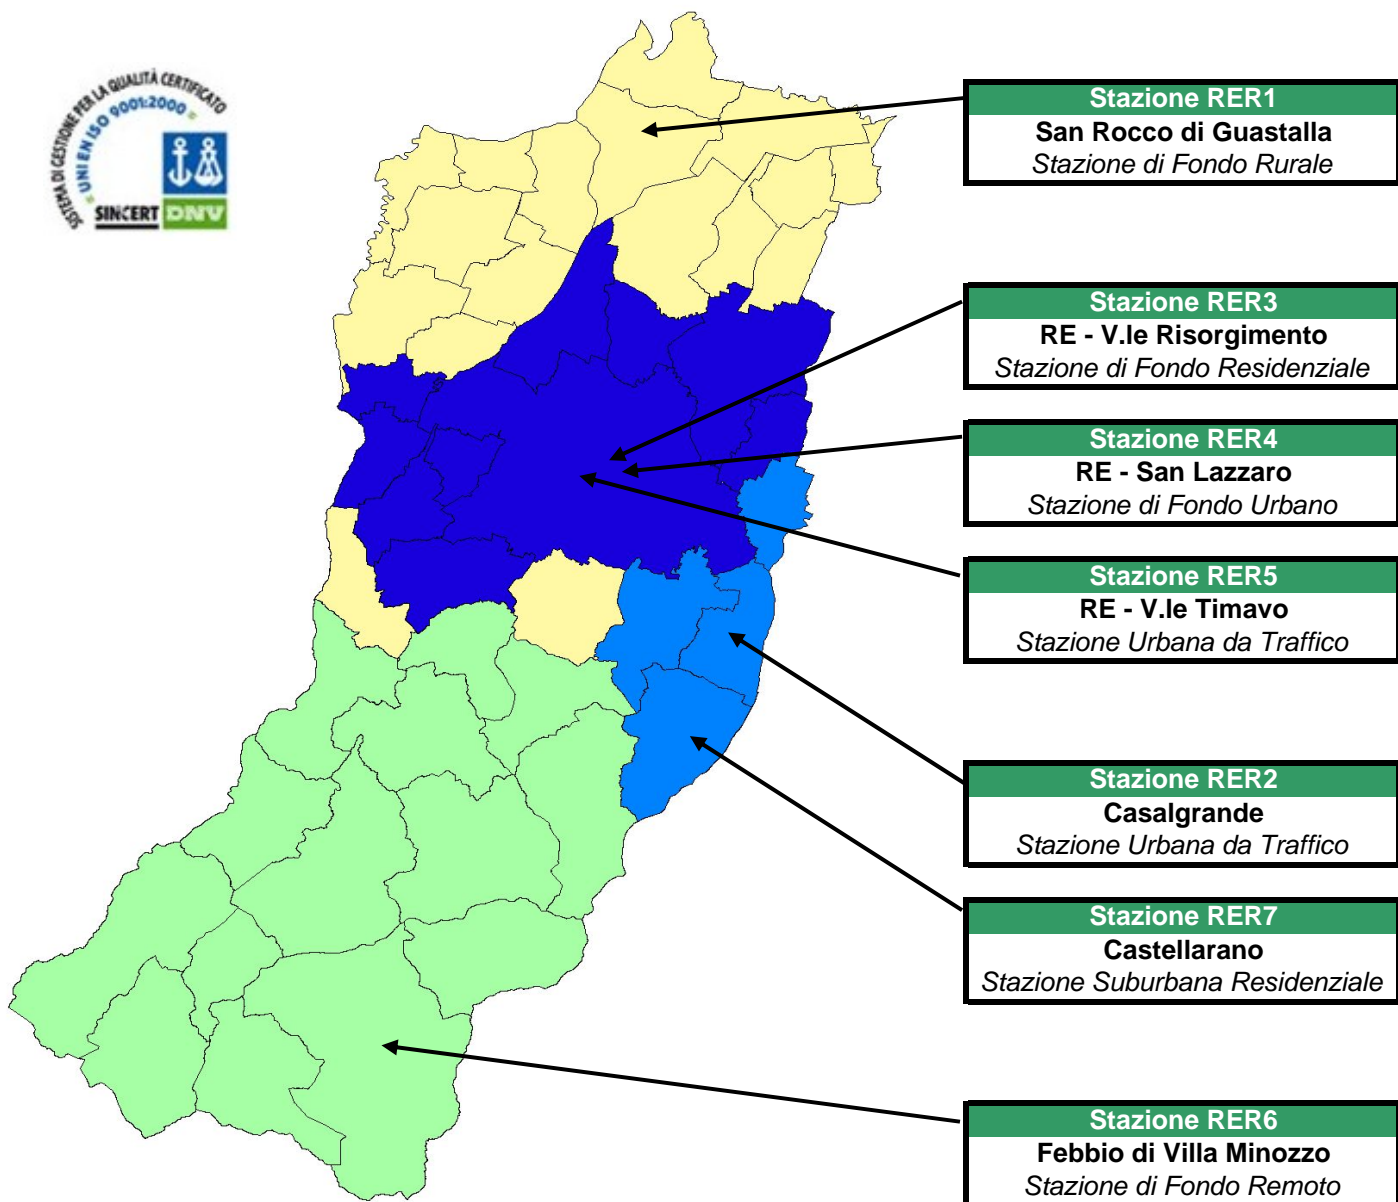 SISTEMA DI GESTIONE PER LA QUALITÀ CERTIFICATO
= UNI EN ISO 9001:2000 =
SINCERT DNV
Stazione RER1
San Rocco di Guastalla
Stazione di Fondo Rurale
Stazione RER3
RE - V.le Risorgimento
Stazione di Fondo Residenziale
Stazione RER4
RE - San Lazzaro
Stazione di Fondo Urbano
Stazione RER5
RE - V.le Timavo
Stazione Urbana da Traffico
Stazione RER2
Casalgrande
Stazione Urbana da Traffico
Stazione RER7
Castellarano
Stazione Suburbana Residenziale
Stazione RER6
Febbio di Villa Minozzo
Stazione di Fondo Remoto